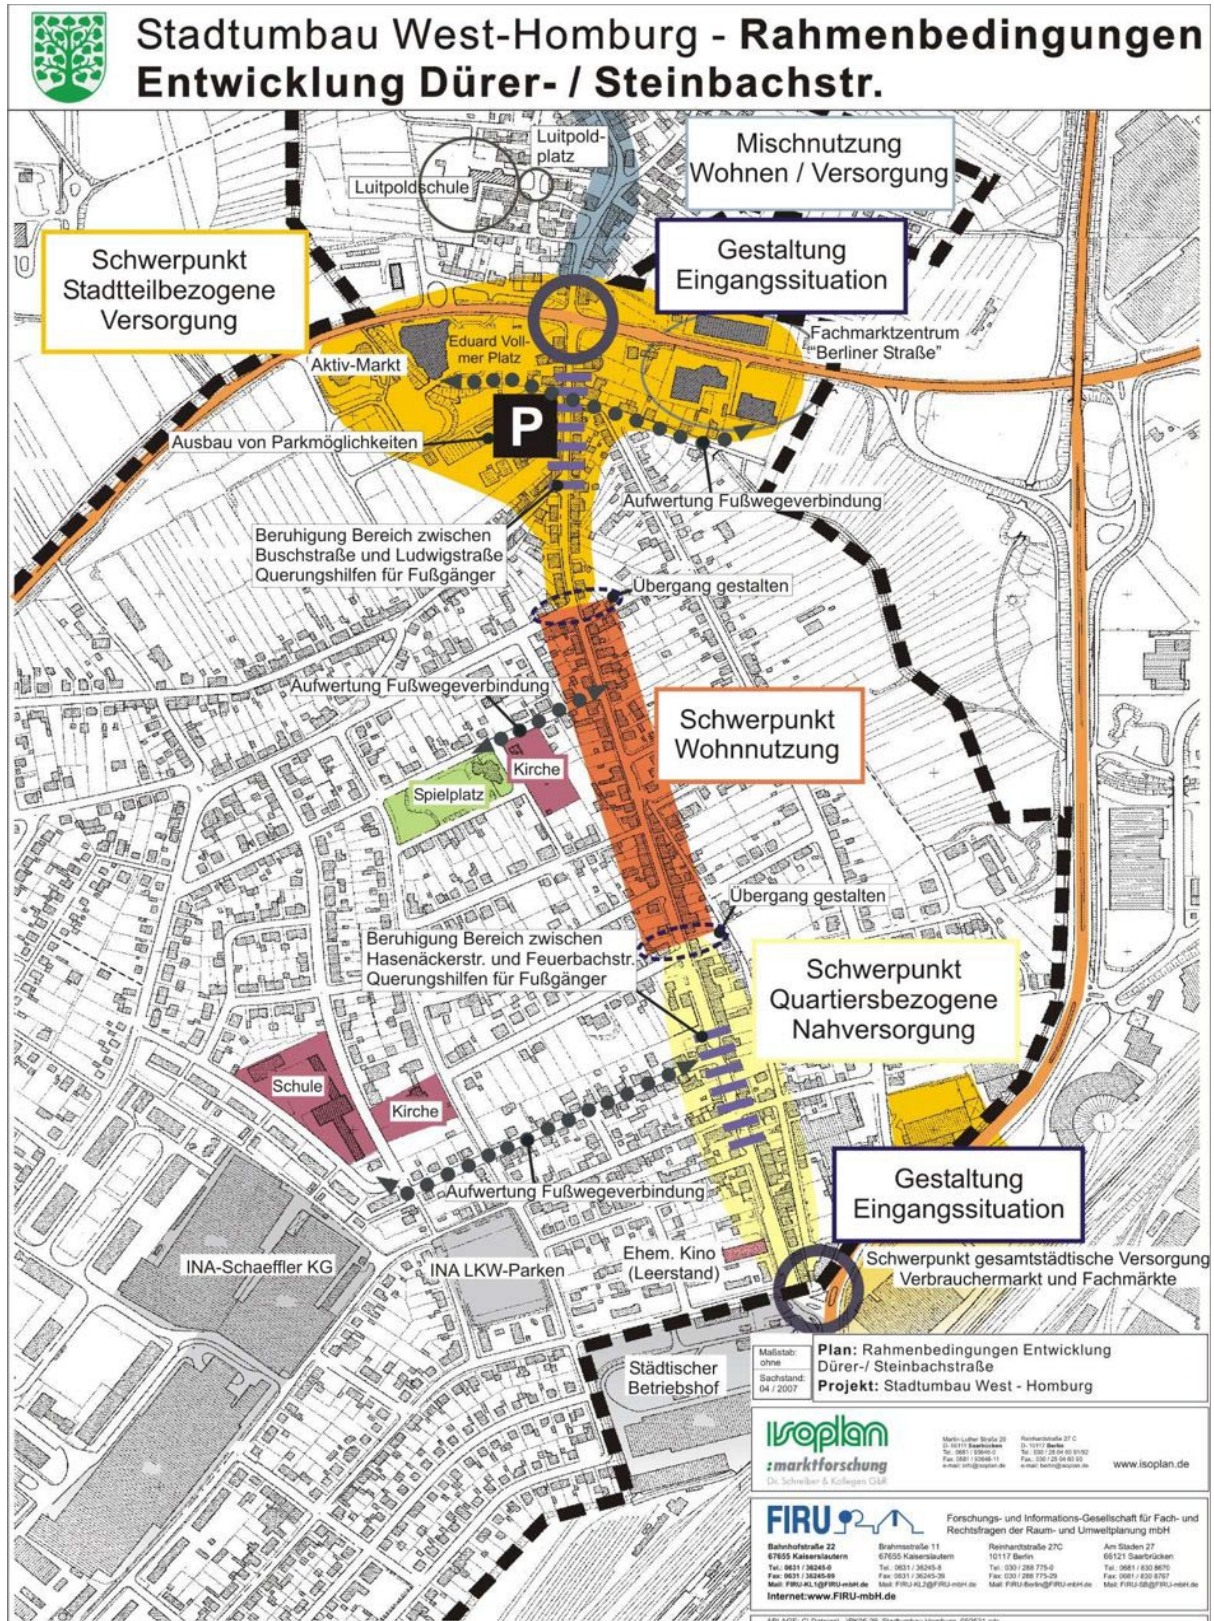 Stadtumbau West-Homburg - Rahmenbedingungen
Entwicklung Dürer- / Steinbachstr.
Luitpold-
platz
Luitpoldschule
Mischnutzung
Wohnen / Versorgung
Gestaltung
Eingangssituation
Schwerpunkt
Stadtteilbezogene
Versorgung
Fachmarktzentrum
"Berliner Straße"
Eduard Voll-
mer Platz
Aktiv-Markt
P
Ausbau von Parkmöglichkeiten
Aufwertung Fußwegeverbindung
Beruhigung Bereich zwischen
Buschstraße und Ludwigstraße
Querungshilfen für Fußgänger
Übergang gestalten
Aufwertung Fußwegeverbindung
Schwerpunkt
Wohnnutzung
Kirche
Spielplatz
Übergang gestalten
Beruhigung Bereich zwischen
Hasenäckerstr. und Feuerbachstr.
Querungshilfen für Fußgänger
Schwerpunkt
Quartiersbezogene
Nahversorgung
Schule
Kirche
Aufwertung Fußwegeverbindung
Gestaltung
Eingangssituation
INA-Schaeffler KG
INA LKW-Parken
Ehem. Kino
(Leerstand)
Schwerpunkt gesamtstädtische Versorgung
Verbrauchermarkt und Fachmärkte
Städtischer
Betriebshof
Maßstab:
ohne
Sachstand:
04 / 2007
Plan: Rahmenbedingungen Entwicklung
Dürer-/ Steinbachstraße
Projekt: Stadtumbau West - Homburg
isoplan
:marktforschung
Dr. Schreiber & Kollegen GbR
www.isoplan.de
FIRU
Forschungs- und Informations-Gesellschaft für Fach- und
Rechtsfragen der Raum- und Umweltplanung mbH
Bahnhofstraße 22
67655 Kaiserslautern
Brahmsstraße 11
67655 Kaiserslautern
Reinhardtstraße 27C
10117 Berlin
Am Staden 27
66121 Saarbrücken
Internet:www.FIRU-mbH.de